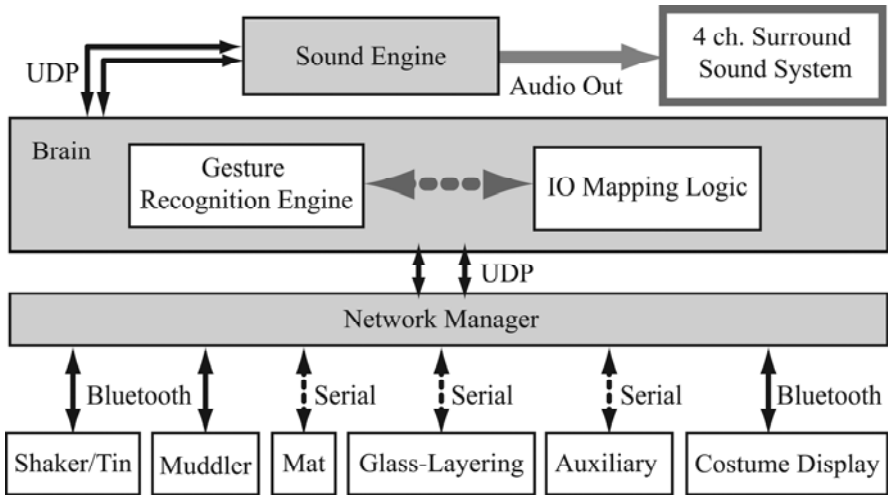 UDP
Sound Engine
Audio Out
4 ch. Surround
Sound System
Brain
Gesture
Recognition Engine
IO Mapping Logic
UDP
Network Manager
Bluetooth
Serial
Serial
Serial
Bluetooth
Shaker/Tin
Muddler
Mat
Glass-Layering
Auxiliary
Costume Display